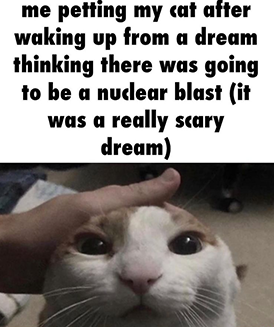 me petting my cat after
waking up from a dream
thinking there was going
to be a nuclear blast (it
was a really scary
dream)